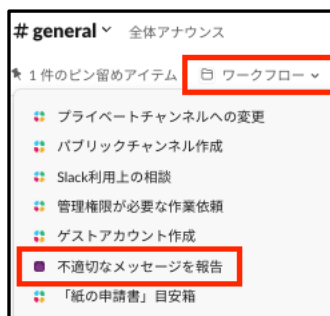 # general 全体アナウンス
1 件のピン留めアイテム ワークフロー
プライベートチャンネルへの変更
パブリックチャンネル作成
Slack利用上の相談
管理権限が必要な作業依頼
ゲストアカウント作成
不適切なメッセージを報告
「紙の申請書」目安箱